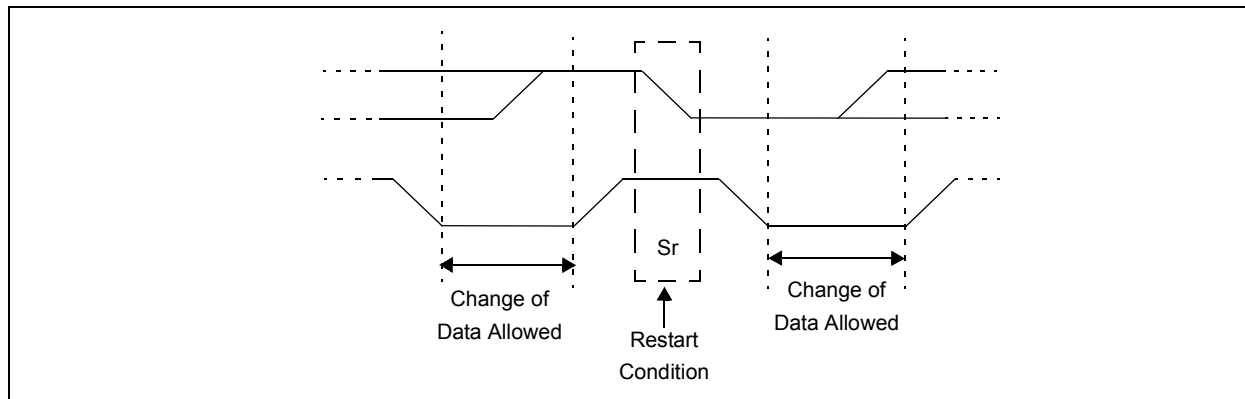 Sr
Change of
Data Allowed
Restart
Condition
Change of
Data Allowed